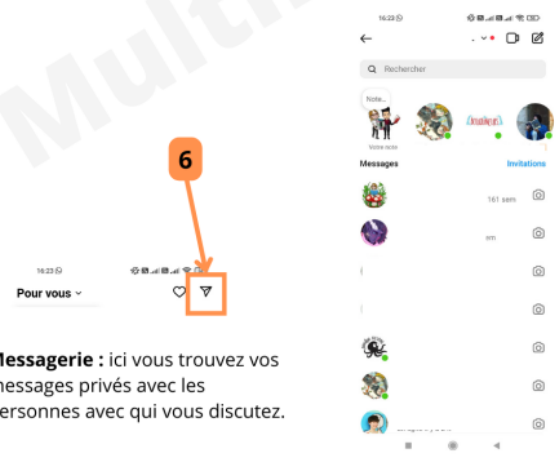 Multi
6
16:23
Pour vous
Messagerie : ici vous trouvez vos
messages privés avec les
personnes avec qui vous discutez.
16:23
Rechercher
Note...
Votre note
Messages Invitations
161 sem
sem